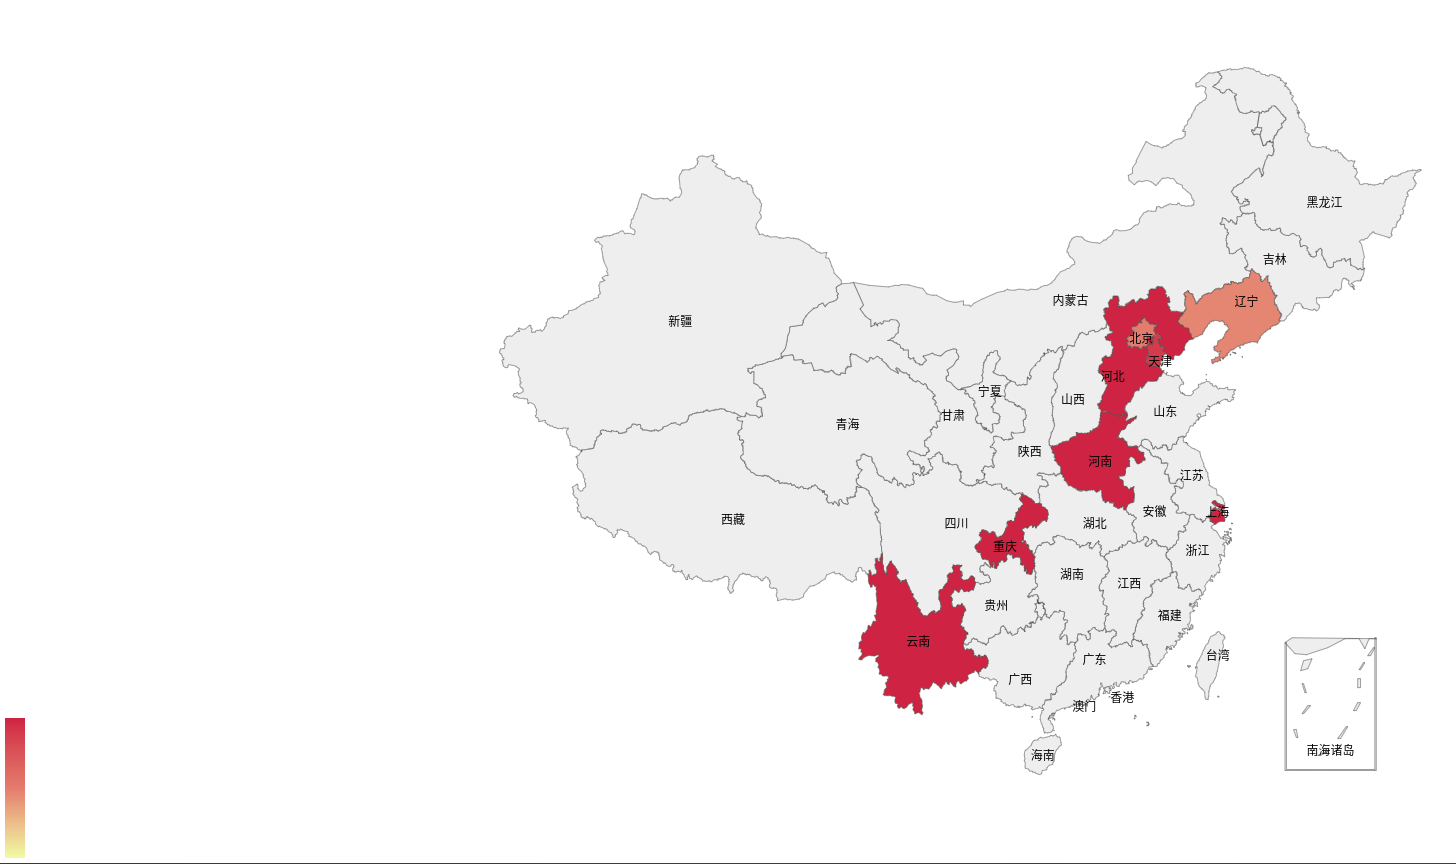 黑龙江
吉林
内蒙古
辽宁
新疆
北京
天津
河北
宁夏
山西
山东
甘肃
青海
陕西
河南
江苏
西藏
四川
湖北
安徽
上海
重庆
浙江
湖南
江西
贵州
福建
云南
台湾
广东
广西
香港
澳门
南海诸岛
海南